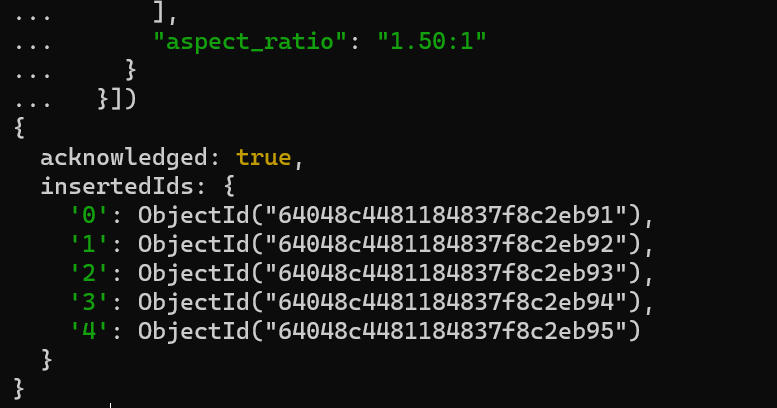 ...       ],
...       "aspect_ratio": "1.50:1"
...     }
...   }])
{
  acknowledged: true,
  insertedIds: {
    '0': ObjectId("64048c4481184837f8c2eb91"),
    '1': ObjectId("64048c4481184837f8c2eb92"),
    '2': ObjectId("64048c4481184837f8c2eb93"),
    '3': ObjectId("64048c4481184837f8c2eb94"),
    '4': ObjectId("64048c4481184837f8c2eb95")
  }
}